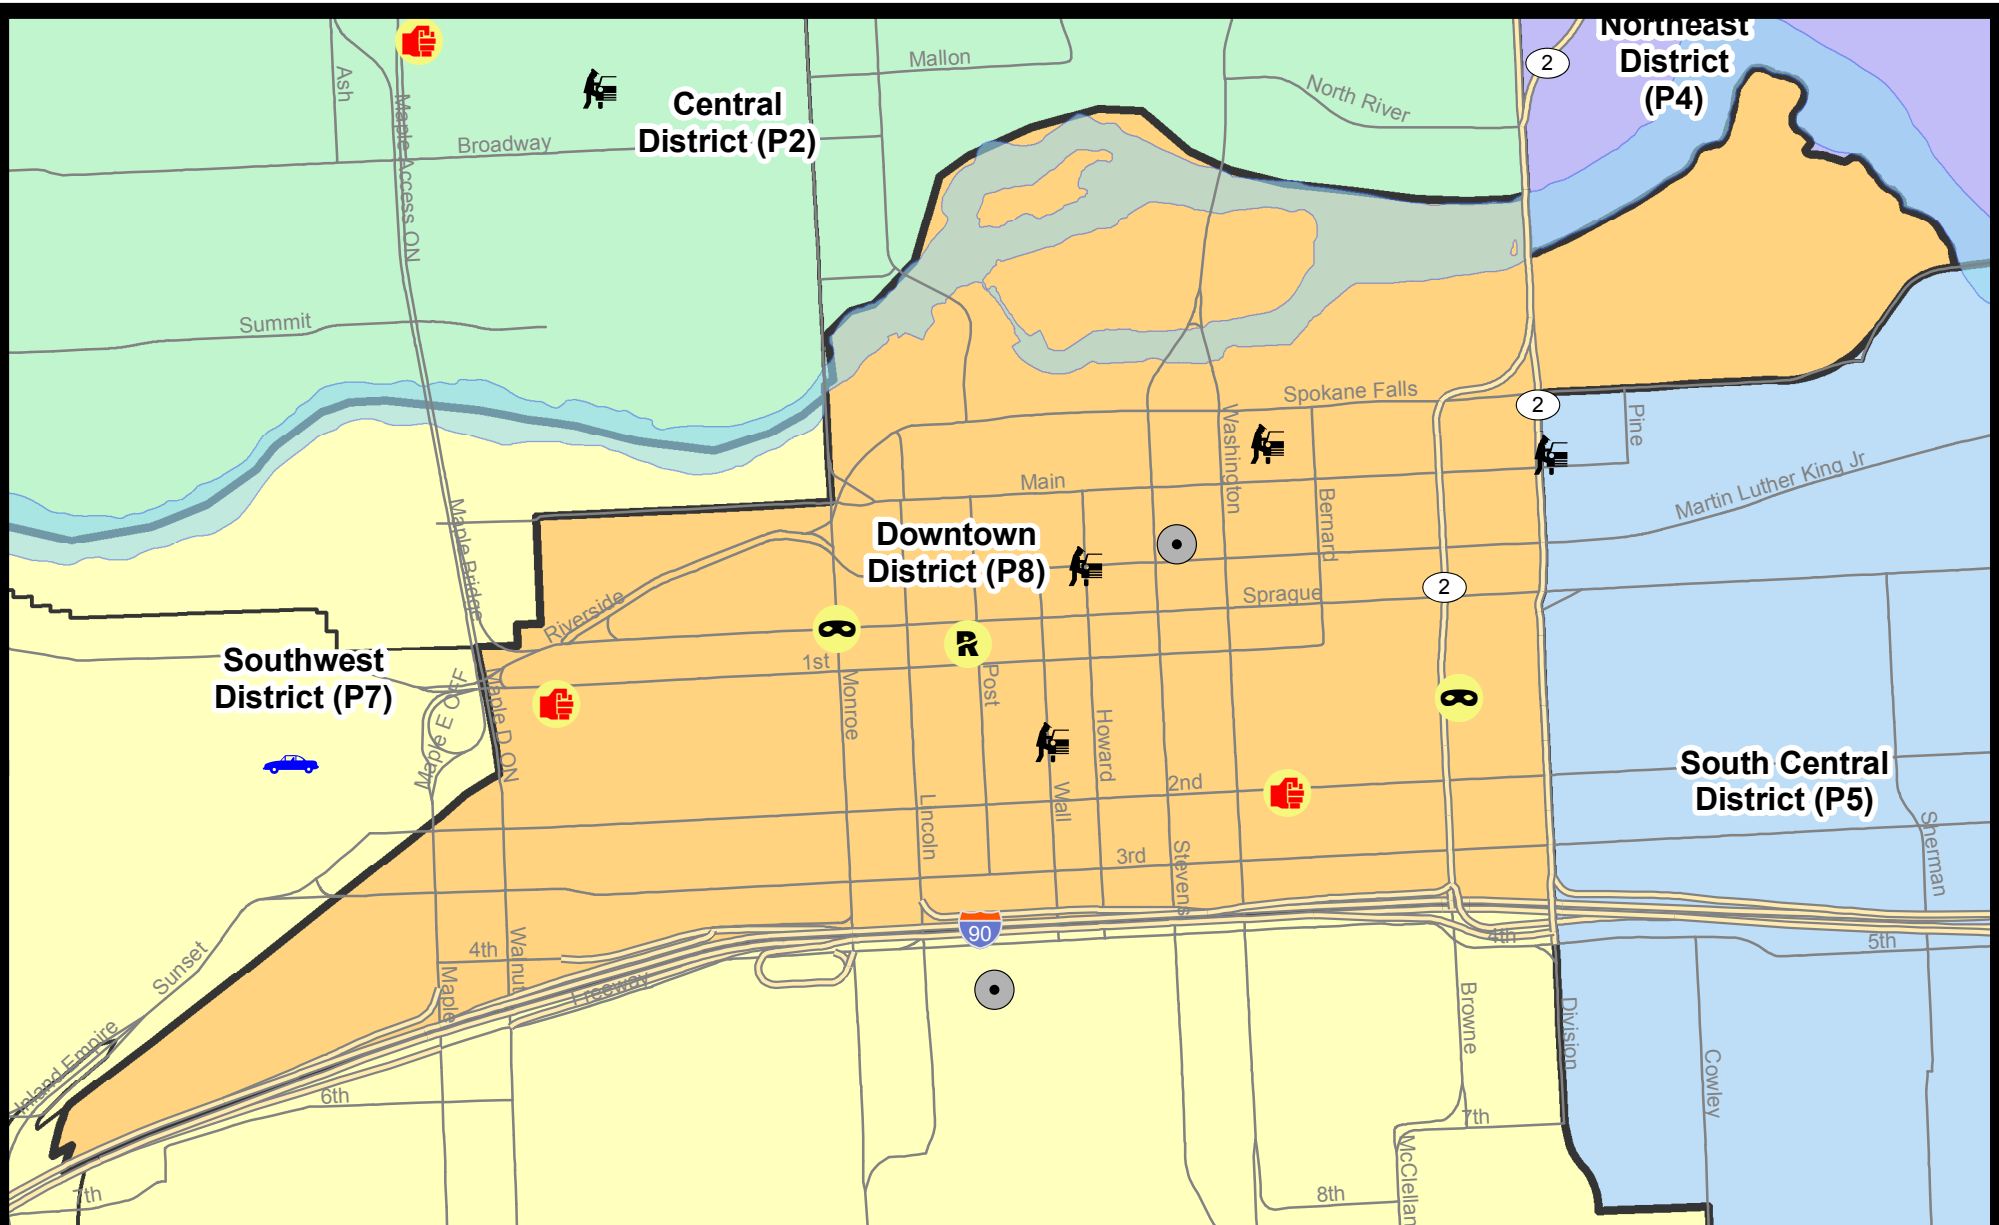 Northeast
District
(P4)
2
Mallon
North River
Ash
Central
District (P2)
Broadway
Maple Access ON
Summit
Spokane Falls
2
Pine
Washington
Martin Luther King Jr
Main
Bernard
Maple Bridge
Downtown
District (P8)
2
Sprague
Riverside
1st
Southwest
District (P7)
Maple E OFF
Maple D ON
Monroe
Post
Howard
South Central
District (P5)
2nd
Wall
Lincoln
Sherman
3rd
Stevens
90
4th
5th
4th
Walnut
Sunset
Maple
Freeway
Browne
Division
Inland Empire
Cowley
6th
7th
McClellan
7th
8th